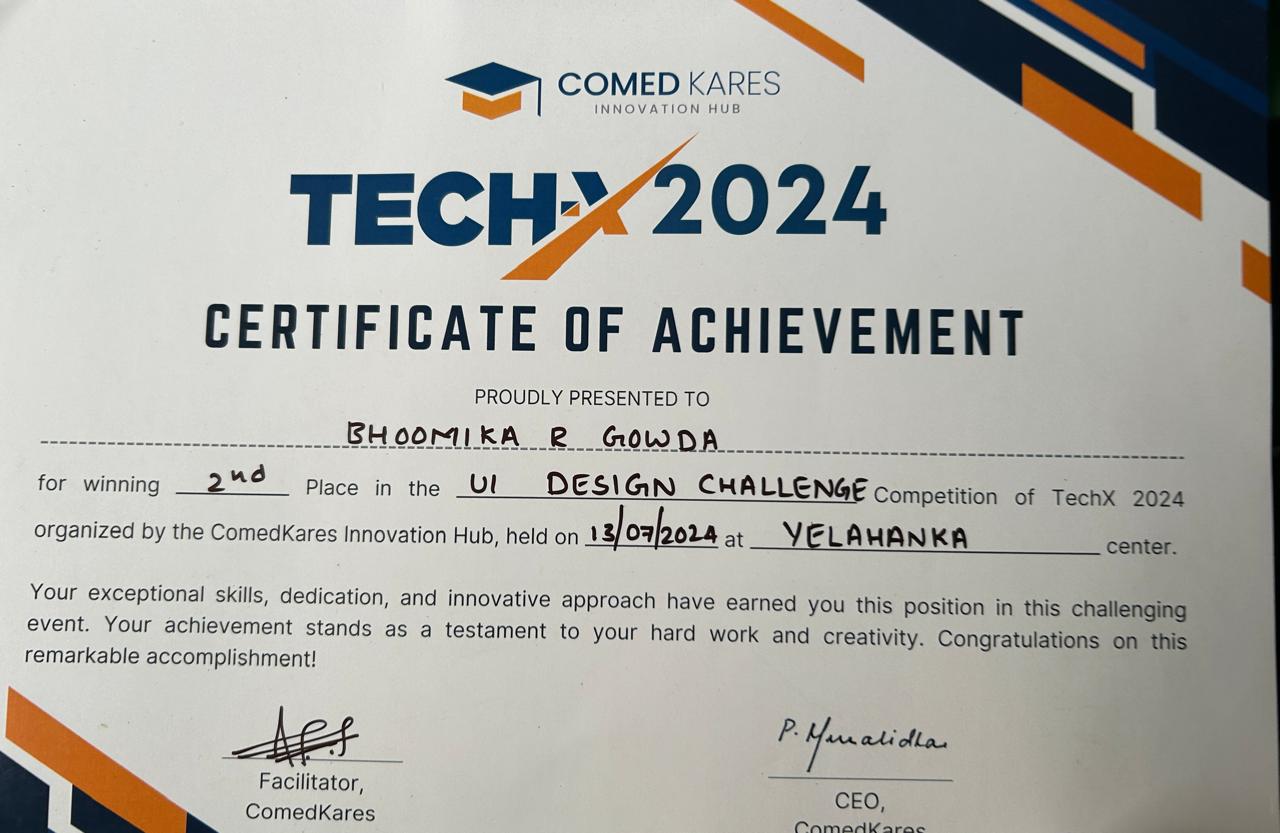 COMED KARES
INNOVATION HUB
TECH-X 2024
CERTIFICATE OF ACHIEVEMENT
PROUDLY PRESENTED TO
BHOOMIKA R GOWDA
for winning 2nd Place in the UI DESIGN CHALLENGE Competition of TechX 2024
organized by the ComedKares Innovation Hub, held on 13/07/2024 at YELAHANKA center.
Your exceptional skills, dedication, and innovative approach have earned you this position in this challenging
event. Your achievement stands as a testament to your hard work and creativity. Congratulations on this
remarkable accomplishment!
P.
Facilitator,
ComedKares
CEO,
ComedKares